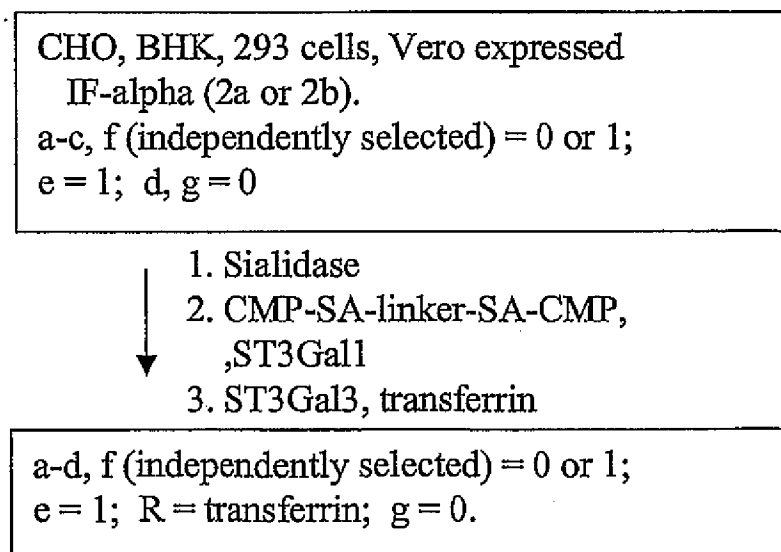 CHO, BHK, 293 cells, Vero expressed
IF-alpha (2a or 2b).
a-c, f (independently selected) = 0 or 1;
e = 1; d, g = 0
1. Sialidase
2. CMP-SA-linker-SA-CMP,
,ST3Gal1
3. ST3Gal3, transferrin
a-d, f (independently selected) = 0 or 1;
e = 1; R = transferrin; g = 0.